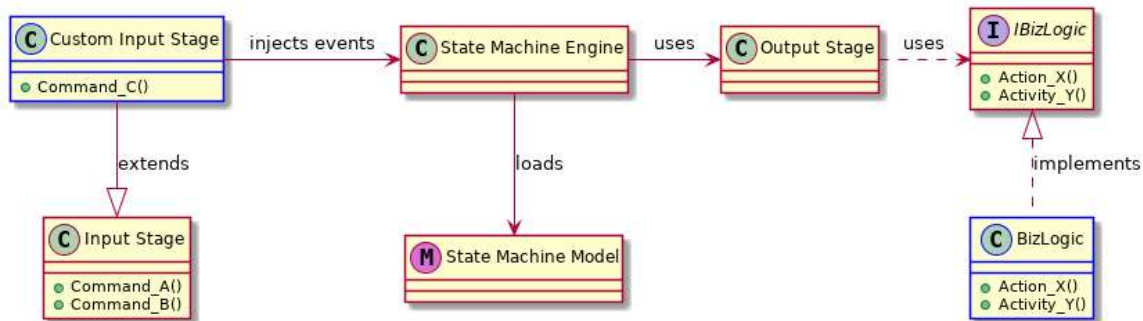 C Custom Input Stage
Command_C()
injects events
C State Machine Engine
uses
C Output Stage
uses
I IBizLogic
Action_X()
Activity_Y()
extends
loads
implements
C Input Stage
Command_A()
Command_B()
M State Machine Model
C BizLogic
Action_X()
Activity_Y()